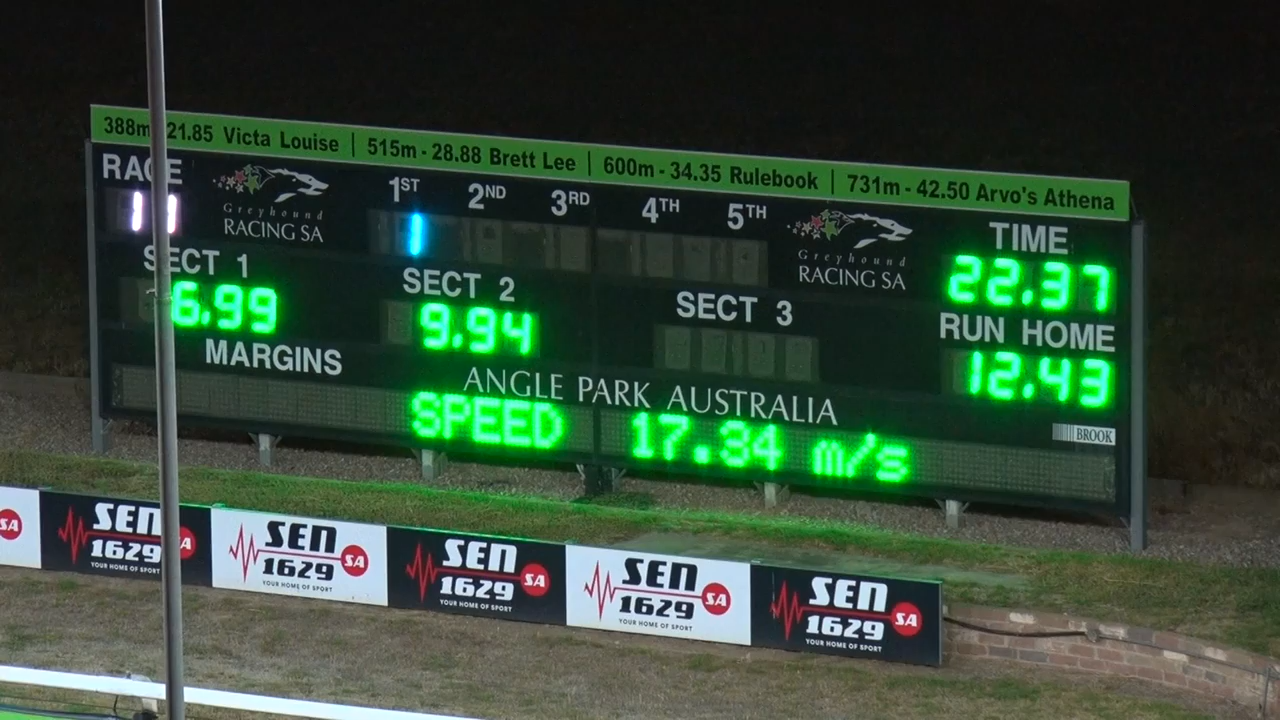 388m 21.85 Victa Louise | 515m - 28.88 Brett Lee | 600m - 34.35 Rulebook | 731m - 42.50 Arvo's Athena
RACE
11
Greyhound
RACING SA
1ST 2ND 3RD 4TH 5TH
1
Greyhound
RACING SA
TIME
22.37
SECT 1
6.99
SECT 2
9.94
SECT 3
RUN HOME
12.43
MARGINS
ANGLE PARK AUSTRALIA
SPEED 17.34 m/s
BROOK
SA
SEN
1629
SA
YOUR HOME OF SPORT
SEN
1629
SA
YOUR HOME OF SPORT
SEN
1629
SA
YOUR HOME OF SPORT
SEN
1629
SA
YOUR HOME OF SPORT
SEN
1629
SA
YOUR HOME OF SPORT